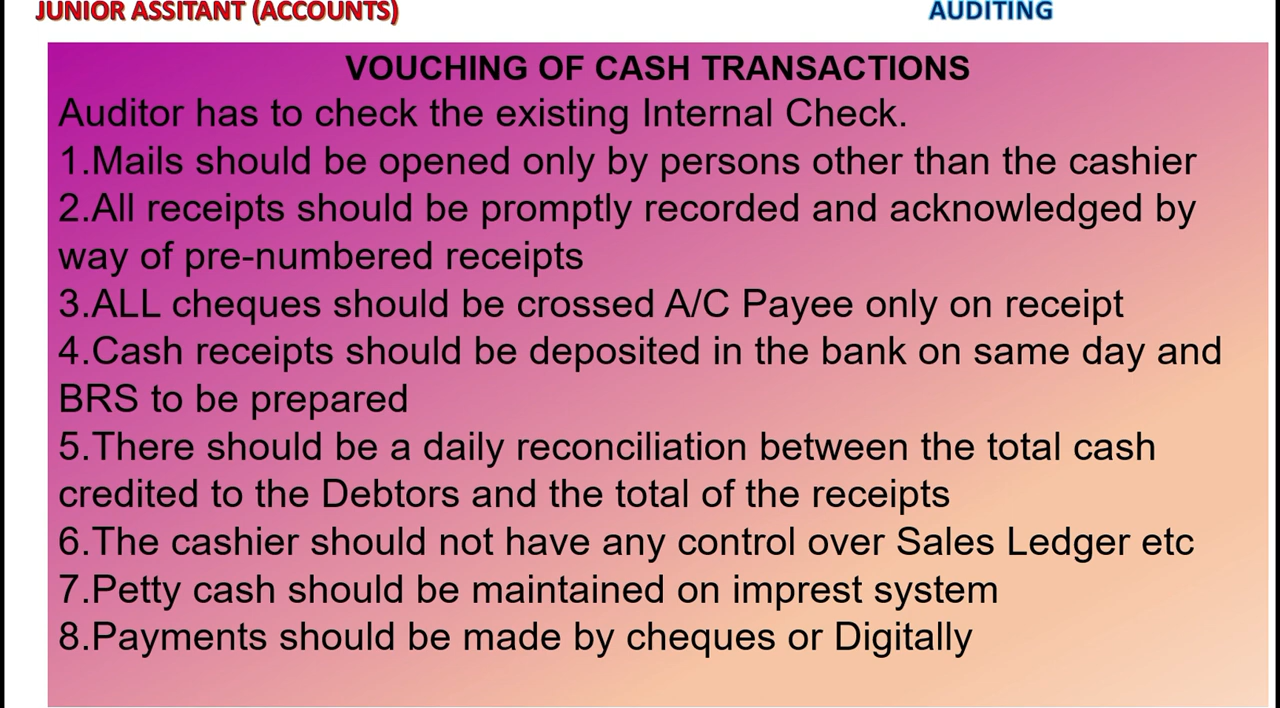 JUNIOR ASSITANT (ACCOUNTS)
AUDITING
VOUCHING OF CASH TRANSACTIONS
Auditor has to check the existing Internal Check.
1.Mails should be opened only by persons other than the cashier
2.All receipts should be promptly recorded and acknowledged by
way of pre-numbered receipts
3.ALL cheques should be crossed A/C Payee only on receipt
4.Cash receipts should be deposited in the bank on same day and
BRS to be prepared
5.There should be a daily reconciliation between the total cash
credited to the Debtors and the total of the receipts
6.The cashier should not have any control over Sales Ledger etc
7.Petty cash should be maintained on imprest system
8.Payments should be made by cheques or Digitally